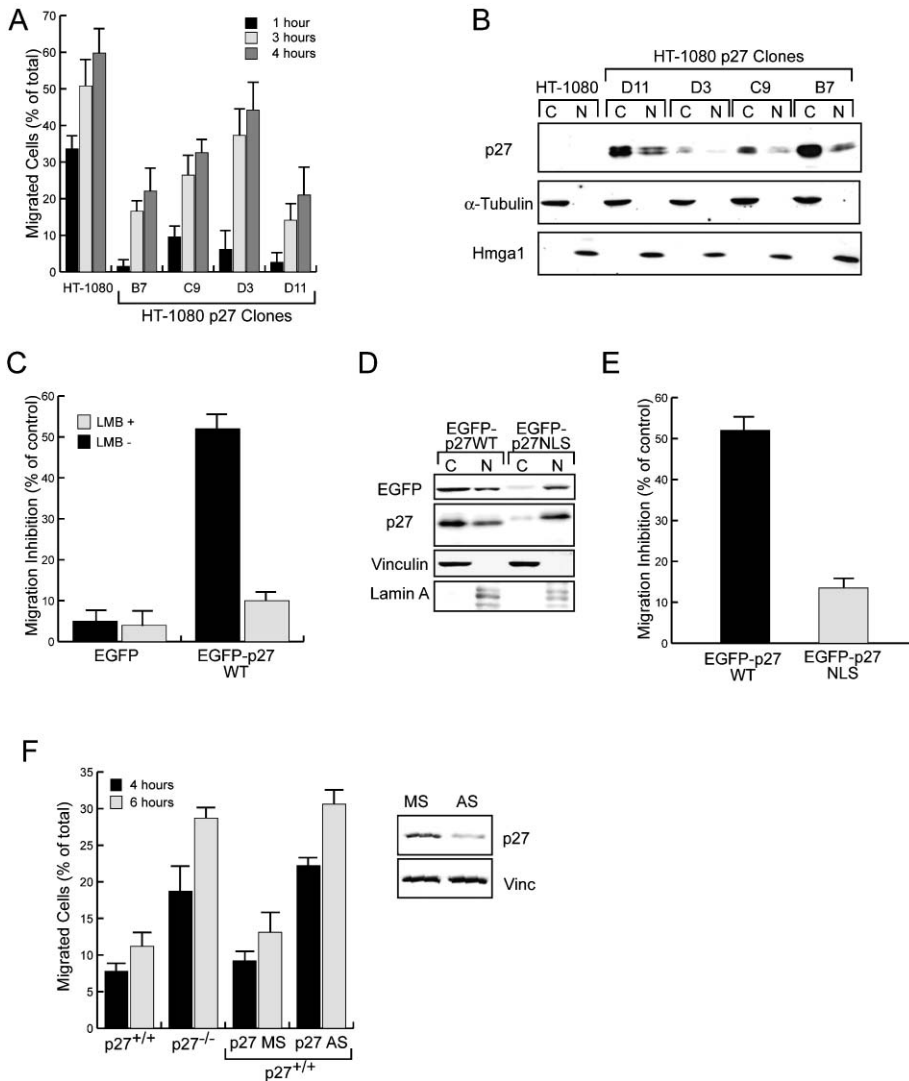 A
Migrated Cells (% of total)
70
60
50
40
30
20
10
0
1 hour
3 hours
4 hours
HT-1080
B7
C9
D3
D11
HT-1080 p27 Clones
B
HT-1080 p27 Clones
HT-1080
D11
D3
C9
B7
C N C N C N C N C N
p27
α-Tubulin
Hmga1
C
Migration Inhibition (% of control)
60
50
40
30
20
10
0
LMB +
LMB -
EGFP
EGFP-p27
WT
D
EGFP-
p27WT
EGFP-
p27NLS
C N C N
EGFP
p27
Vinculin
Lamin A
E
Migration Inhibition (% of control)
60
50
40
30
20
10
0
EGFP-p27
WT
EGFP-p27
NLS
F
Migrated Cells (% of total)
35
30
25
20
15
10
5
0
4 hours
6 hours
p27+/+
p27-/-
p27 MS
p27 AS
p27+/+
MS AS
p27
Vinc